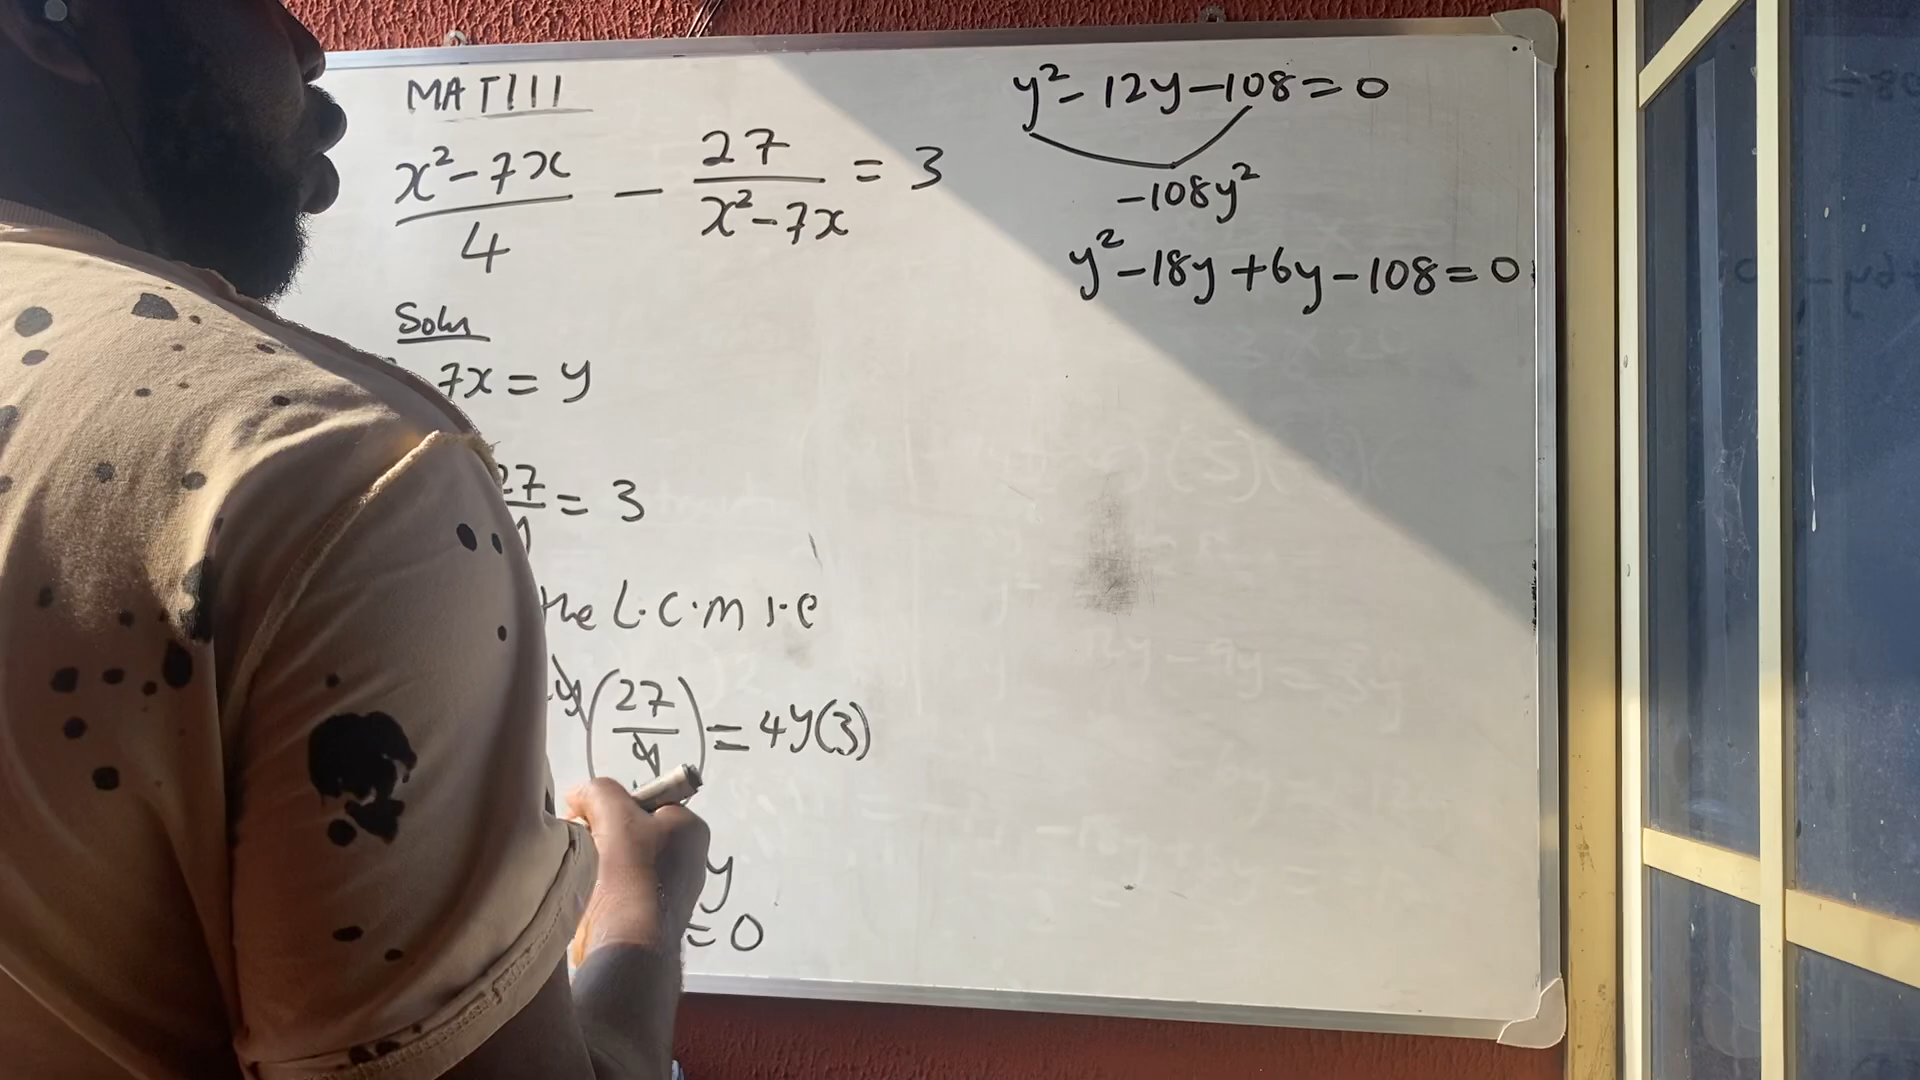 MAT111
x²-7x/4 - 27/x²-7x = 3
Soln
7x = y
27/y = 3
the L.C.M i.e
4y(27/y) = 4y(3)
y
= 0
y² - 12y - 108 = 0
-108y²
y² - 18y + 6y - 108 = 0